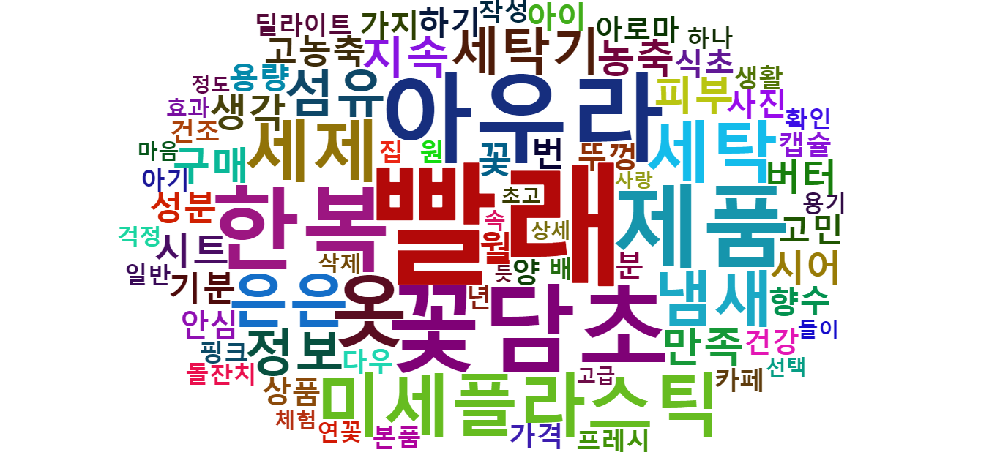 딜라이트 가지 하기 작성 아이 아로마 하나
고농축 지속 세탁기 농축 식초
정도 용량 섬유 아우라 피부 사진 생활
효과 생각 확인
건조 세제 집 원 꽃 번 뚜껑 세탁 캡슐
마음 구매 버터
아기 한복 빨래 초고 사랑 제품 용기
성분 속 상세 고민
걱정 시트 삭제 월 듯 양 배 분 시어
일반 기분 은은 옷 년 냄새 향수
안심 꽃담초 들이
핑크 정보 다우 만족 건강
돌잔치 고급 선택
상품 미세플라스틱 카페
체험 연꽃 본품 가격 프레시